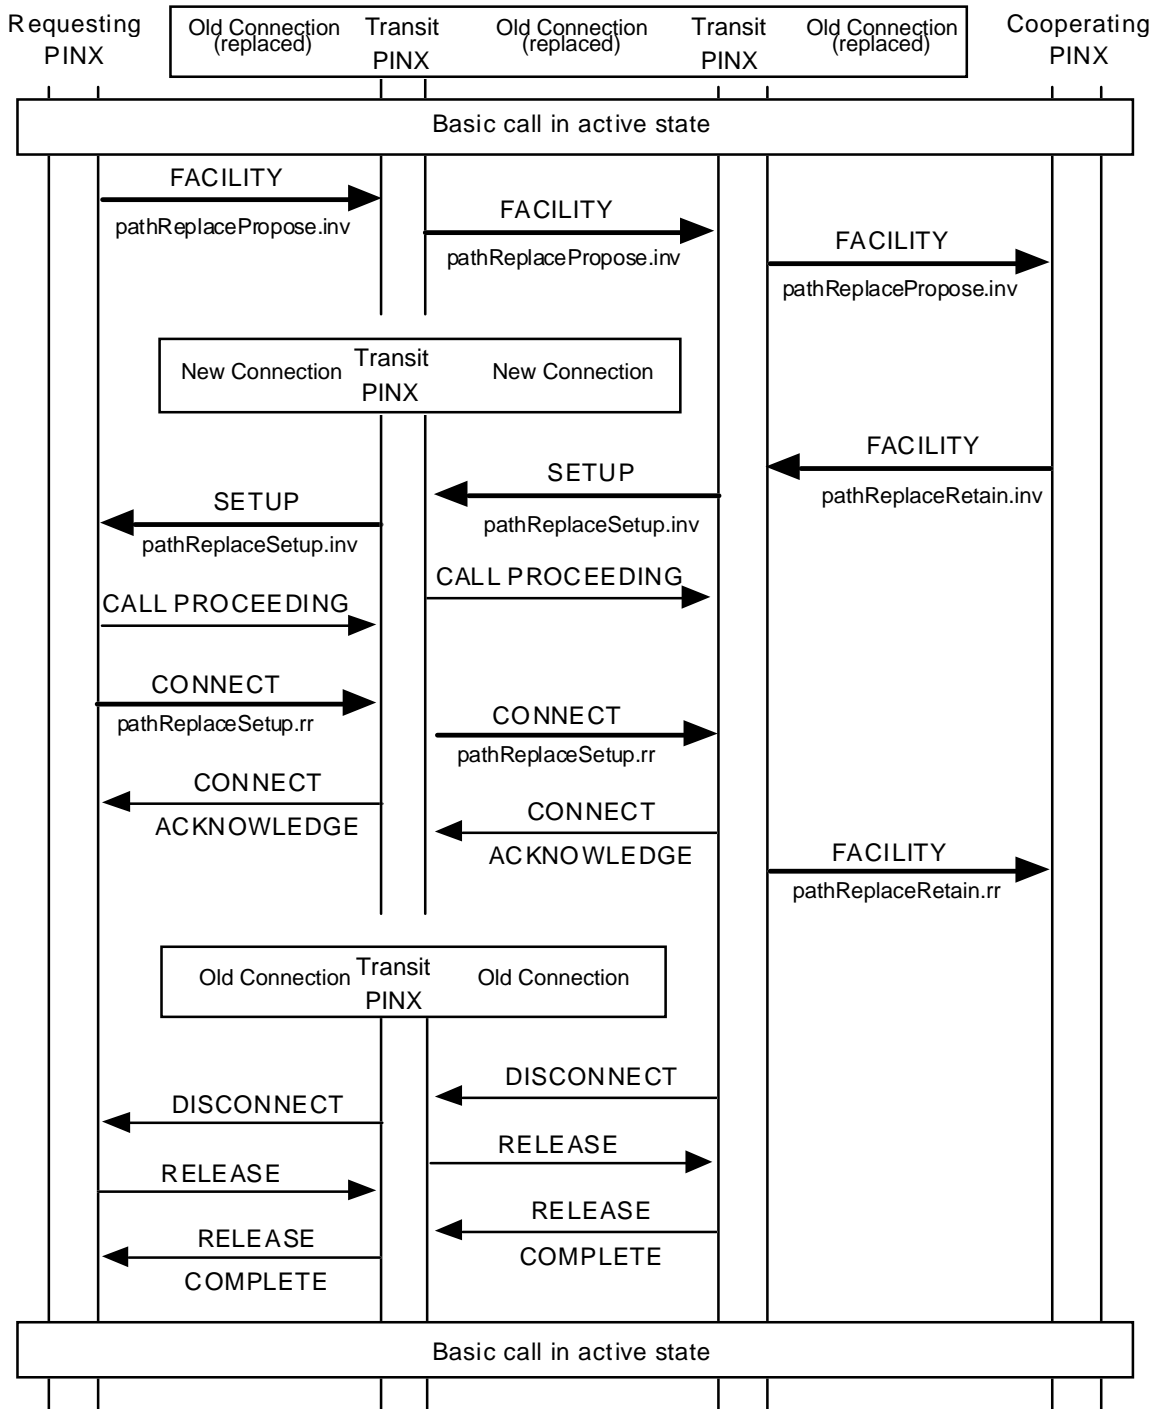 Requesting
PINX
Old Connection
(replaced)
Transit
PINX
Old Connection
(replaced)
Transit
PINX
Old Connection
(replaced)
Cooperating
PINX
Basic call in active state
FACILITY
pathReplacePropose.inv
FACILITY
pathReplacePropose.inv
FACILITY
pathReplacePropose.inv
New Connection
Transit
PINX
New Connection
FACILITY
pathReplaceRetain.inv
SETUP
pathReplaceSetup.inv
SETUP
pathReplaceSetup.inv
CALL PROCEEDING
CALL PROCEEDING
CONNECT
pathReplaceSetup.rr
CONNECT
pathReplaceSetup.rr
CONNECT
ACKNOWLEDGE
CONNECT
ACKNOWLEDGE
FACILITY
pathReplaceRetain.rr
Old Connection
Transit
PINX
Old Connection
DISCONNECT
DISCONNECT
RELEASE
RELEASE
RELEASE
COMPLETE
RELEASE
COMPLETE
Basic call in active state